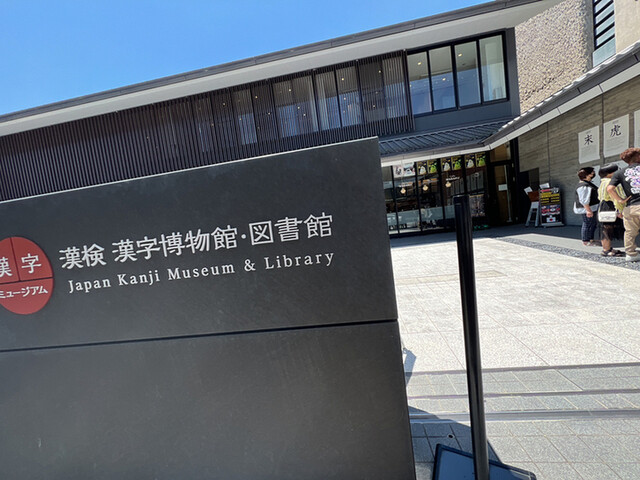 漢字
ミュージアム
漢検 漢字博物館・図書館
Japan Kanji Museum & Library
来
虎